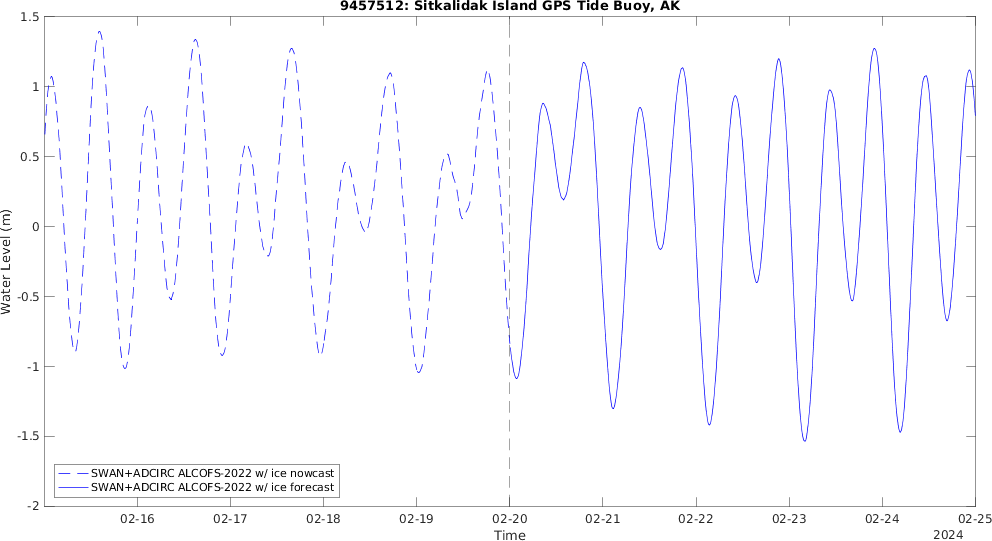 9457512: Sitkalidak Island GPS Tide Buoy, AK
Water Level (m)
1.5
1
0.5
0
-0.5
-1
-1.5
-2
SWAN+ADCIRC ALCOFS-2022 w/ ice nowcast
SWAN+ADCIRC ALCOFS-2022 w/ ice forecast
02-16 02-17 02-18 02-19 02-20 02-21 02-22 02-23 02-24 02-25
Time
2024